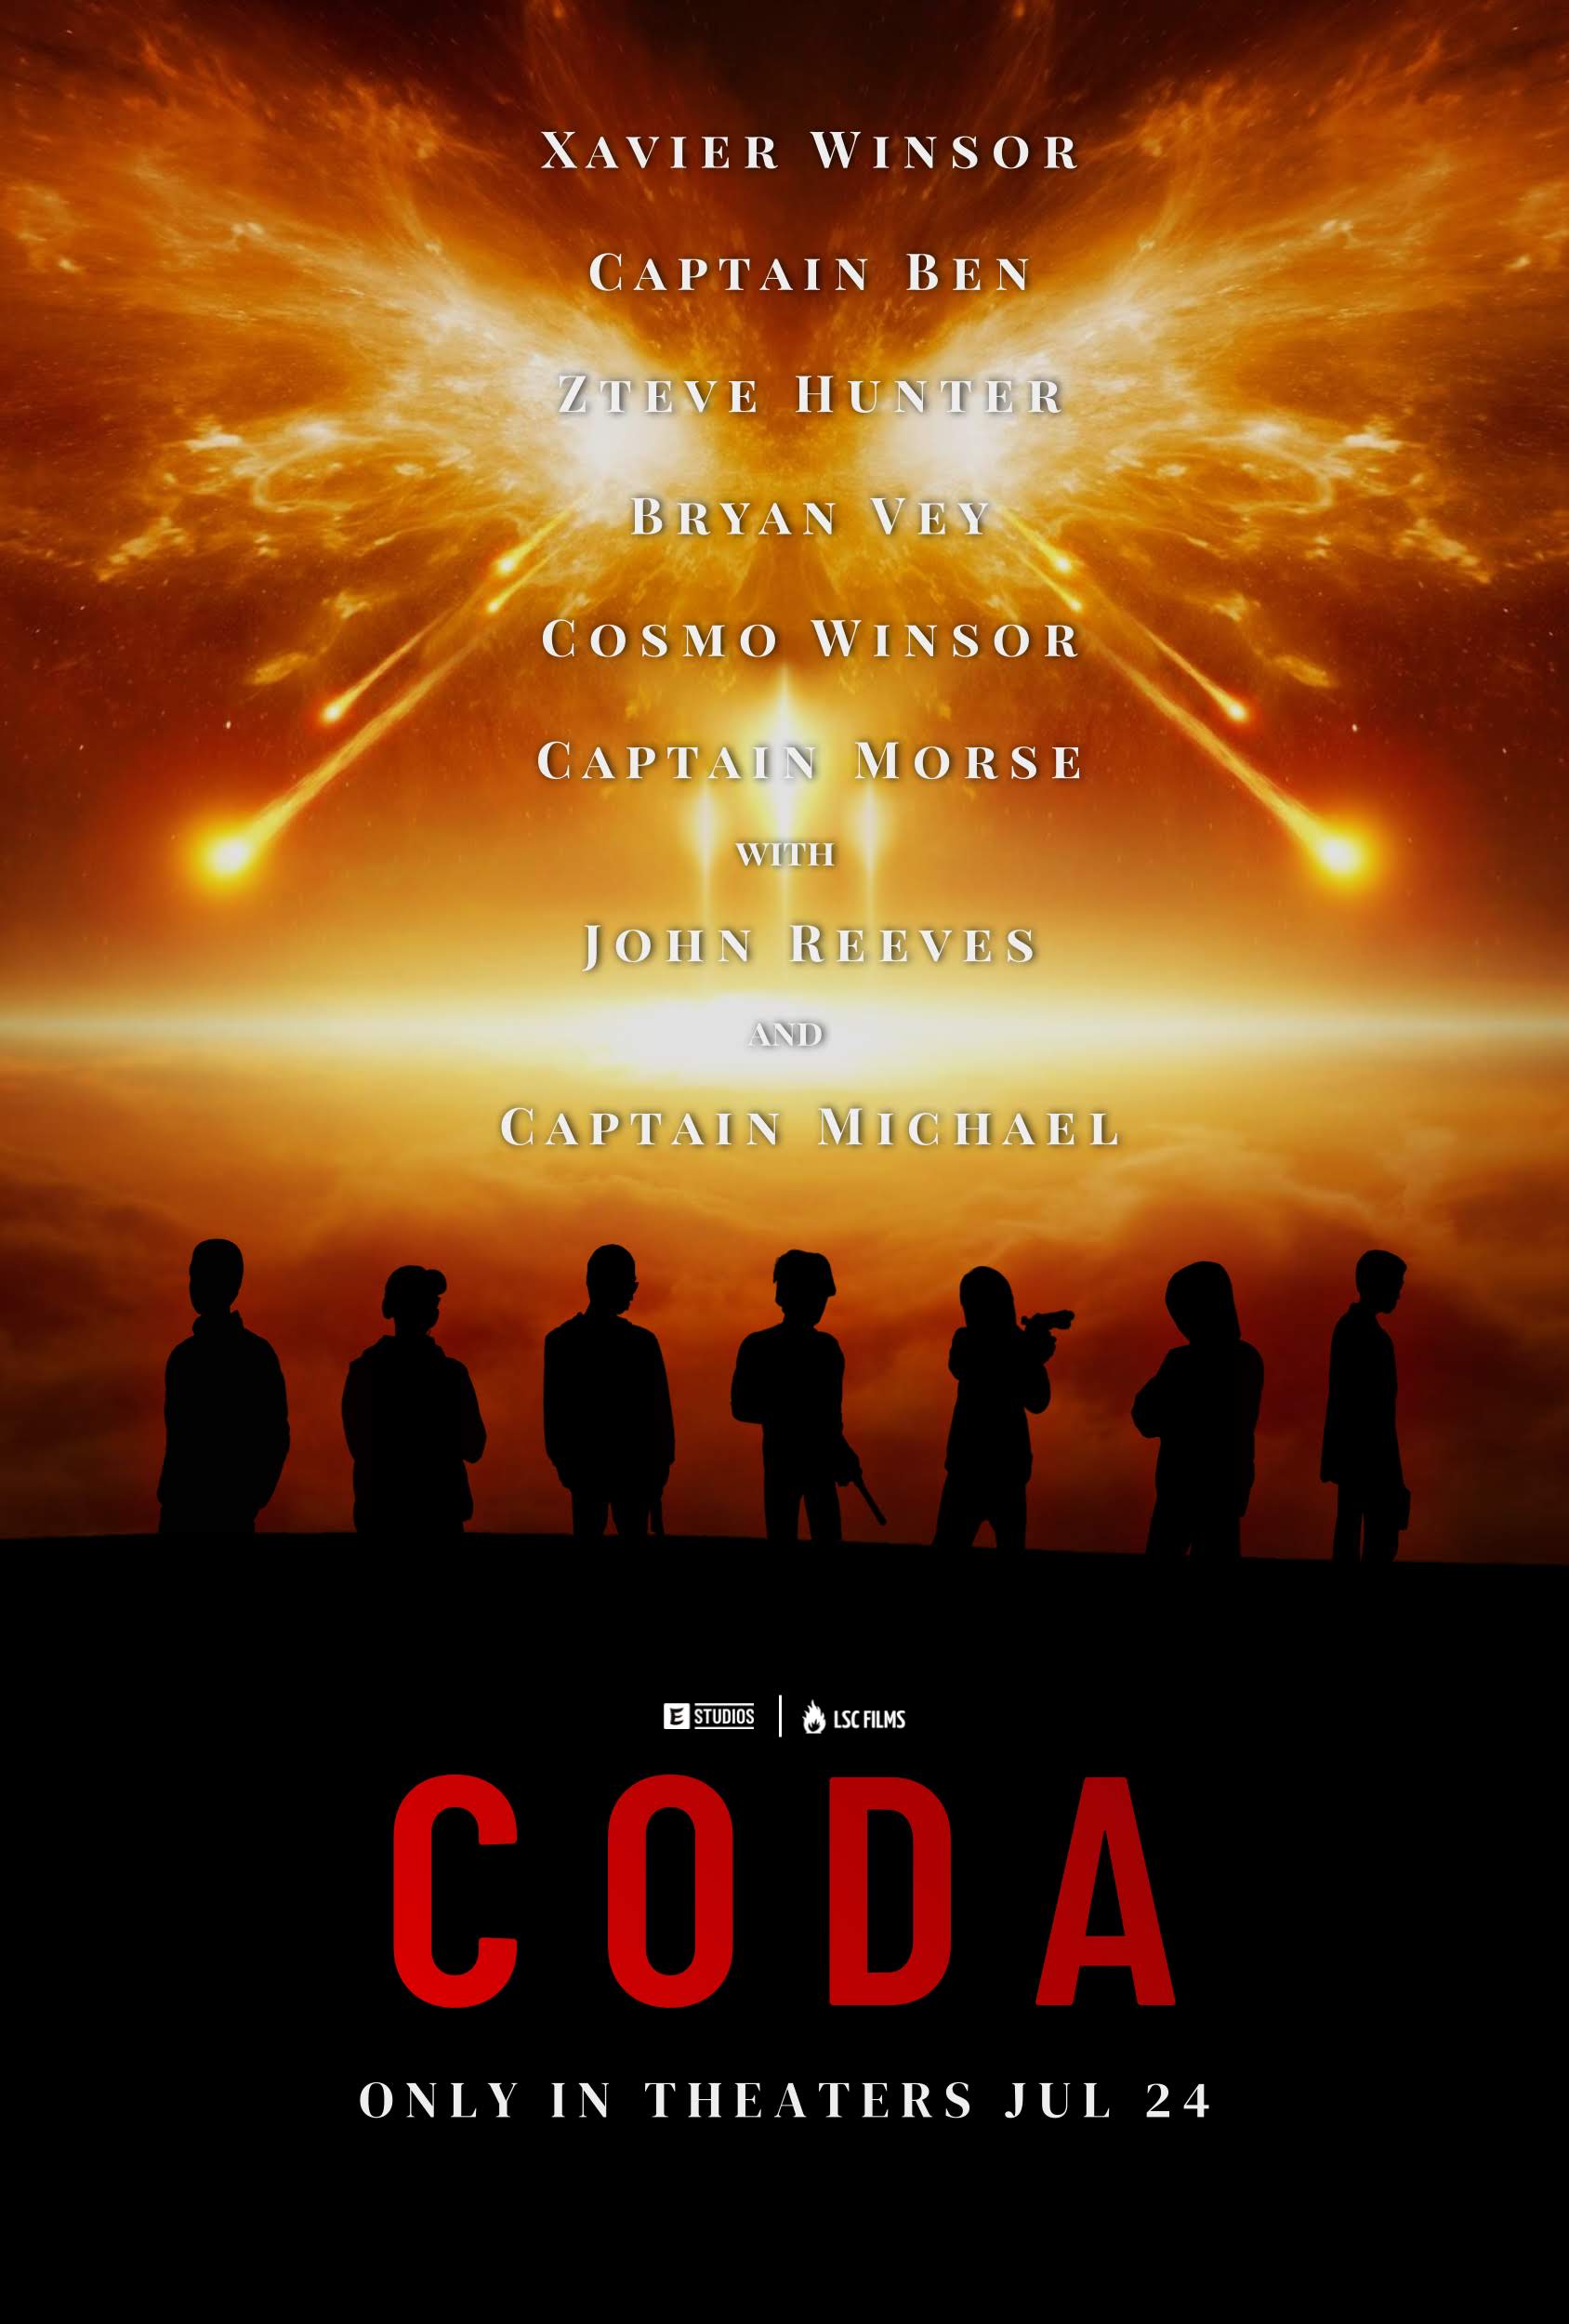 Xavier Winsor
Captain Ben
Zteve Hunter
Bryan Vey
Cosmo Winsor
Captain Morse
with
John Reeves
and
Captain Michael
E STUDIOS | LSC FILMS
CODA
ONLY IN THEATERS JUL 24